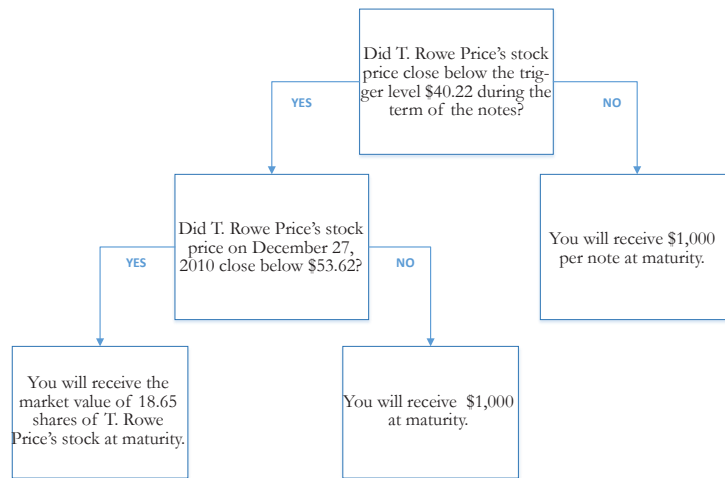 Did T. Rowe Price's stock
price close below the trig-
ger level $40.22 during the
term of the notes?
YES
NO
Did T. Rowe Price's stock
price on December 27,
2010 close below $53.62?
You will receive $1,000
per note at maturity.
YES
NO
You will receive the
market value of 18.65
shares of T. Rowe
Price's stock at maturity.
You will receive $1,000
at maturity.